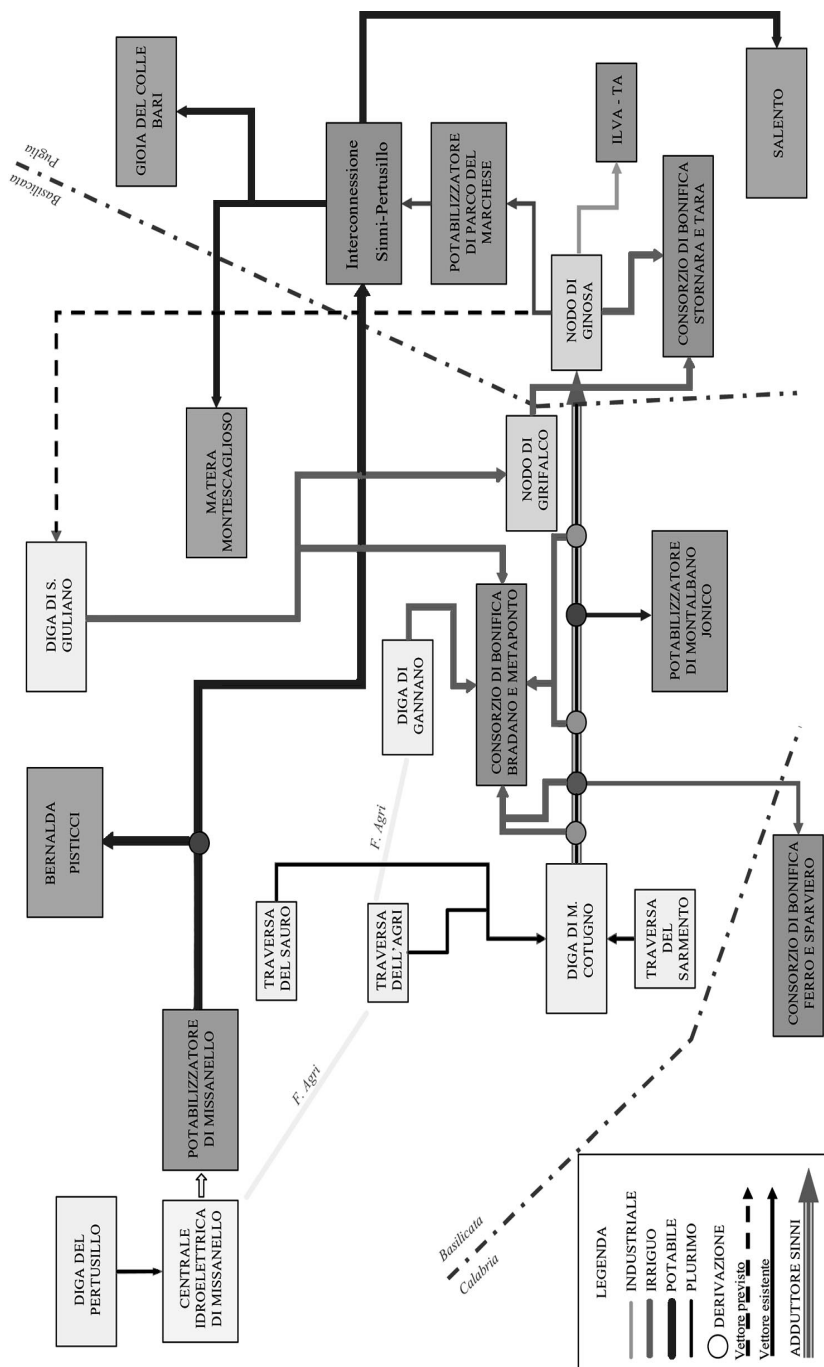 DIGA DEL
PERTUSILLO
CENTRALE
IDROELETTRICA
DI MISSANELLO
POTABILIZZATORE
DI MISSANELLO
BERNALDA
PISTICCI
DIGA DI S.
GIULIANO
MATERA
MONTESCAGLIOSO
GIOIA DEL COLLE
BARI
Basilicata
Puglia
Interconnessione
Sinni-Pertusillo
POTABILIZZATORE
DI PARCO DEL
MARCHESE
F. Agri
F. Agri
TRAVERSA
DEL SAURO
TRAVERSA
DELL'AGRI
DIGA DI
GANNANO
CONSORZIO DI BONIFICA
BRADANO E METAPONTO
NODO DI
GIRIFALCO
NODO DI
GINOSA
ILVA - TA
DIGA DI M.
COTUGNO
TRAVERSA
DEL
SARMENTO
POTABILIZZATORE
DI MONTALBANO
JONICO
CONSORZIO DI BONIFICA
STORNARA E TARA
SALENTO
CONSORZIO DI BONIFICA
FERRO E SPARVIERO
Basilicata
Calabria
LEGENDA
INDUSTRIALE
IRRIGUO
POTABILE
PLURIMO
DERIVAZIONE
Vettore previsto
Vettore esistente
ADDUTTORE SINNI